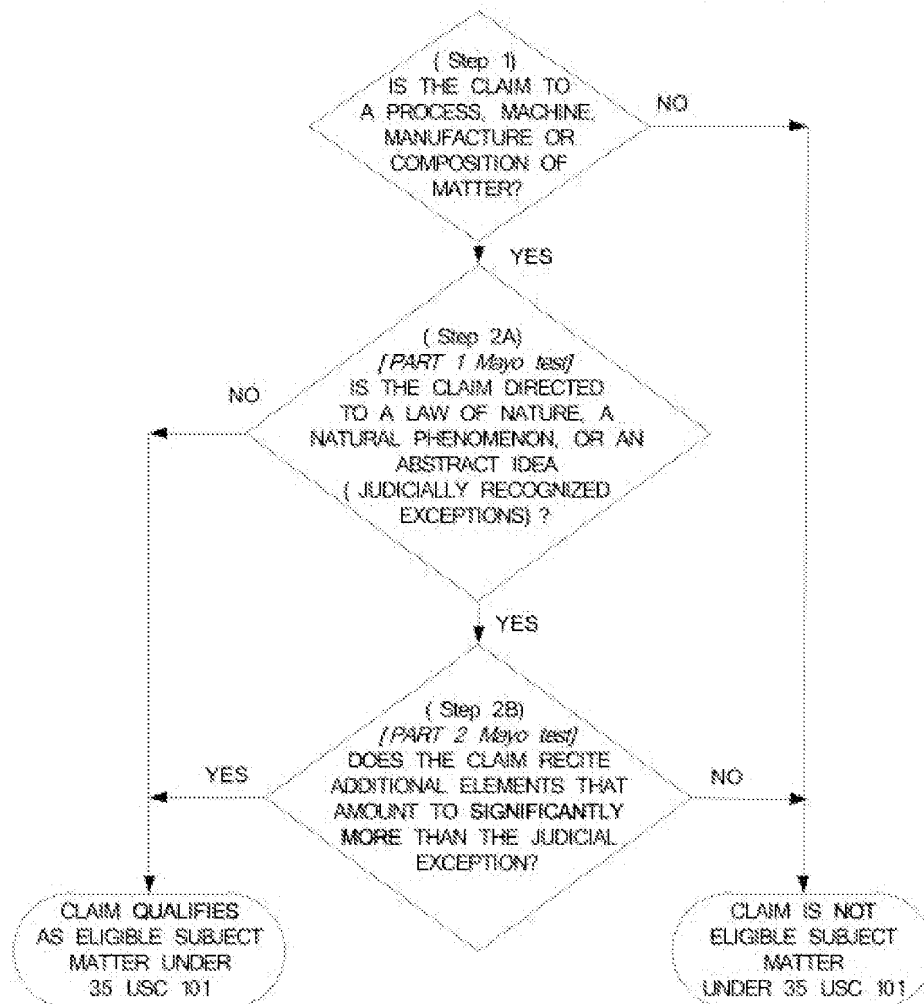 ( Step 1)
IS THE CLAIM TO
A PROCESS, MACHINE,
MANUFACTURE OR
COMPOSITION OF
MATTER?
NO
YES
( Step 2A)
[PART 1 Mayo test]
IS THE CLAIM DIRECTED
TO A LAW OF NATURE, A
NATURAL PHENOMENON, OR AN
ABSTRACT IDEA
( JUDICIALLY RECOGNIZED
EXCEPTIONS) ?
NO
YES
( Step 2B)
[PART 2 Mayo test]
DOES THE CLAIM RECITE
ADDITIONAL ELEMENTS THAT
AMOUNT TO SIGNIFICANTLY
MORE THAN THE JUDICIAL
EXCEPTION?
YES
NO
CLAIM QUALIFIES
AS ELIGIBLE SUBJECT
MATTER UNDER
35 USC 101
CLAIM IS NOT
ELIGIBLE SUBJECT
MATTER
UNDER 35 USC 101